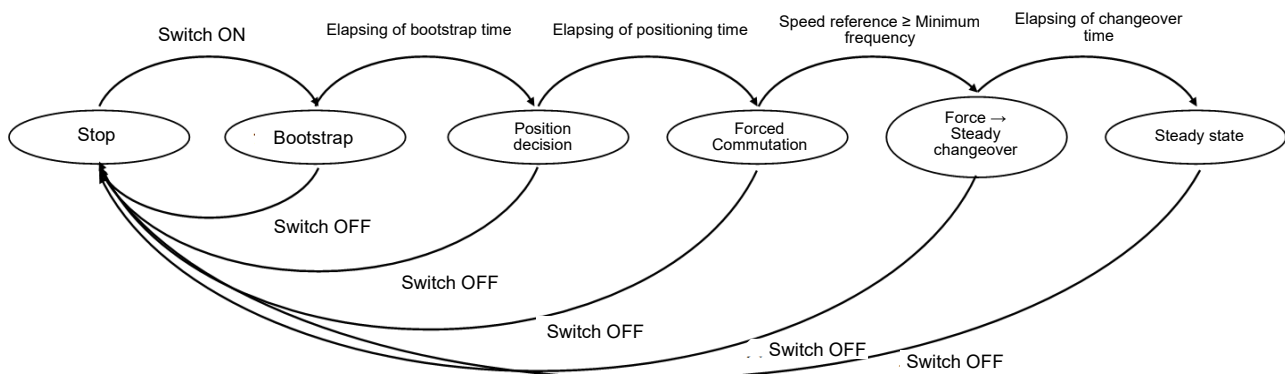 Switch ON
Elapsing of bootstrap time
Elapsing of positioning time
Speed reference ≥ Minimum
frequency
Elapsing of changeover
time
Stop
Bootstrap
Position
decision
Forced
Commutation
Force →
Steady
changeover
Steady state
Switch OFF
Switch OFF
Switch OFF
Switch OFF
Switch OFF